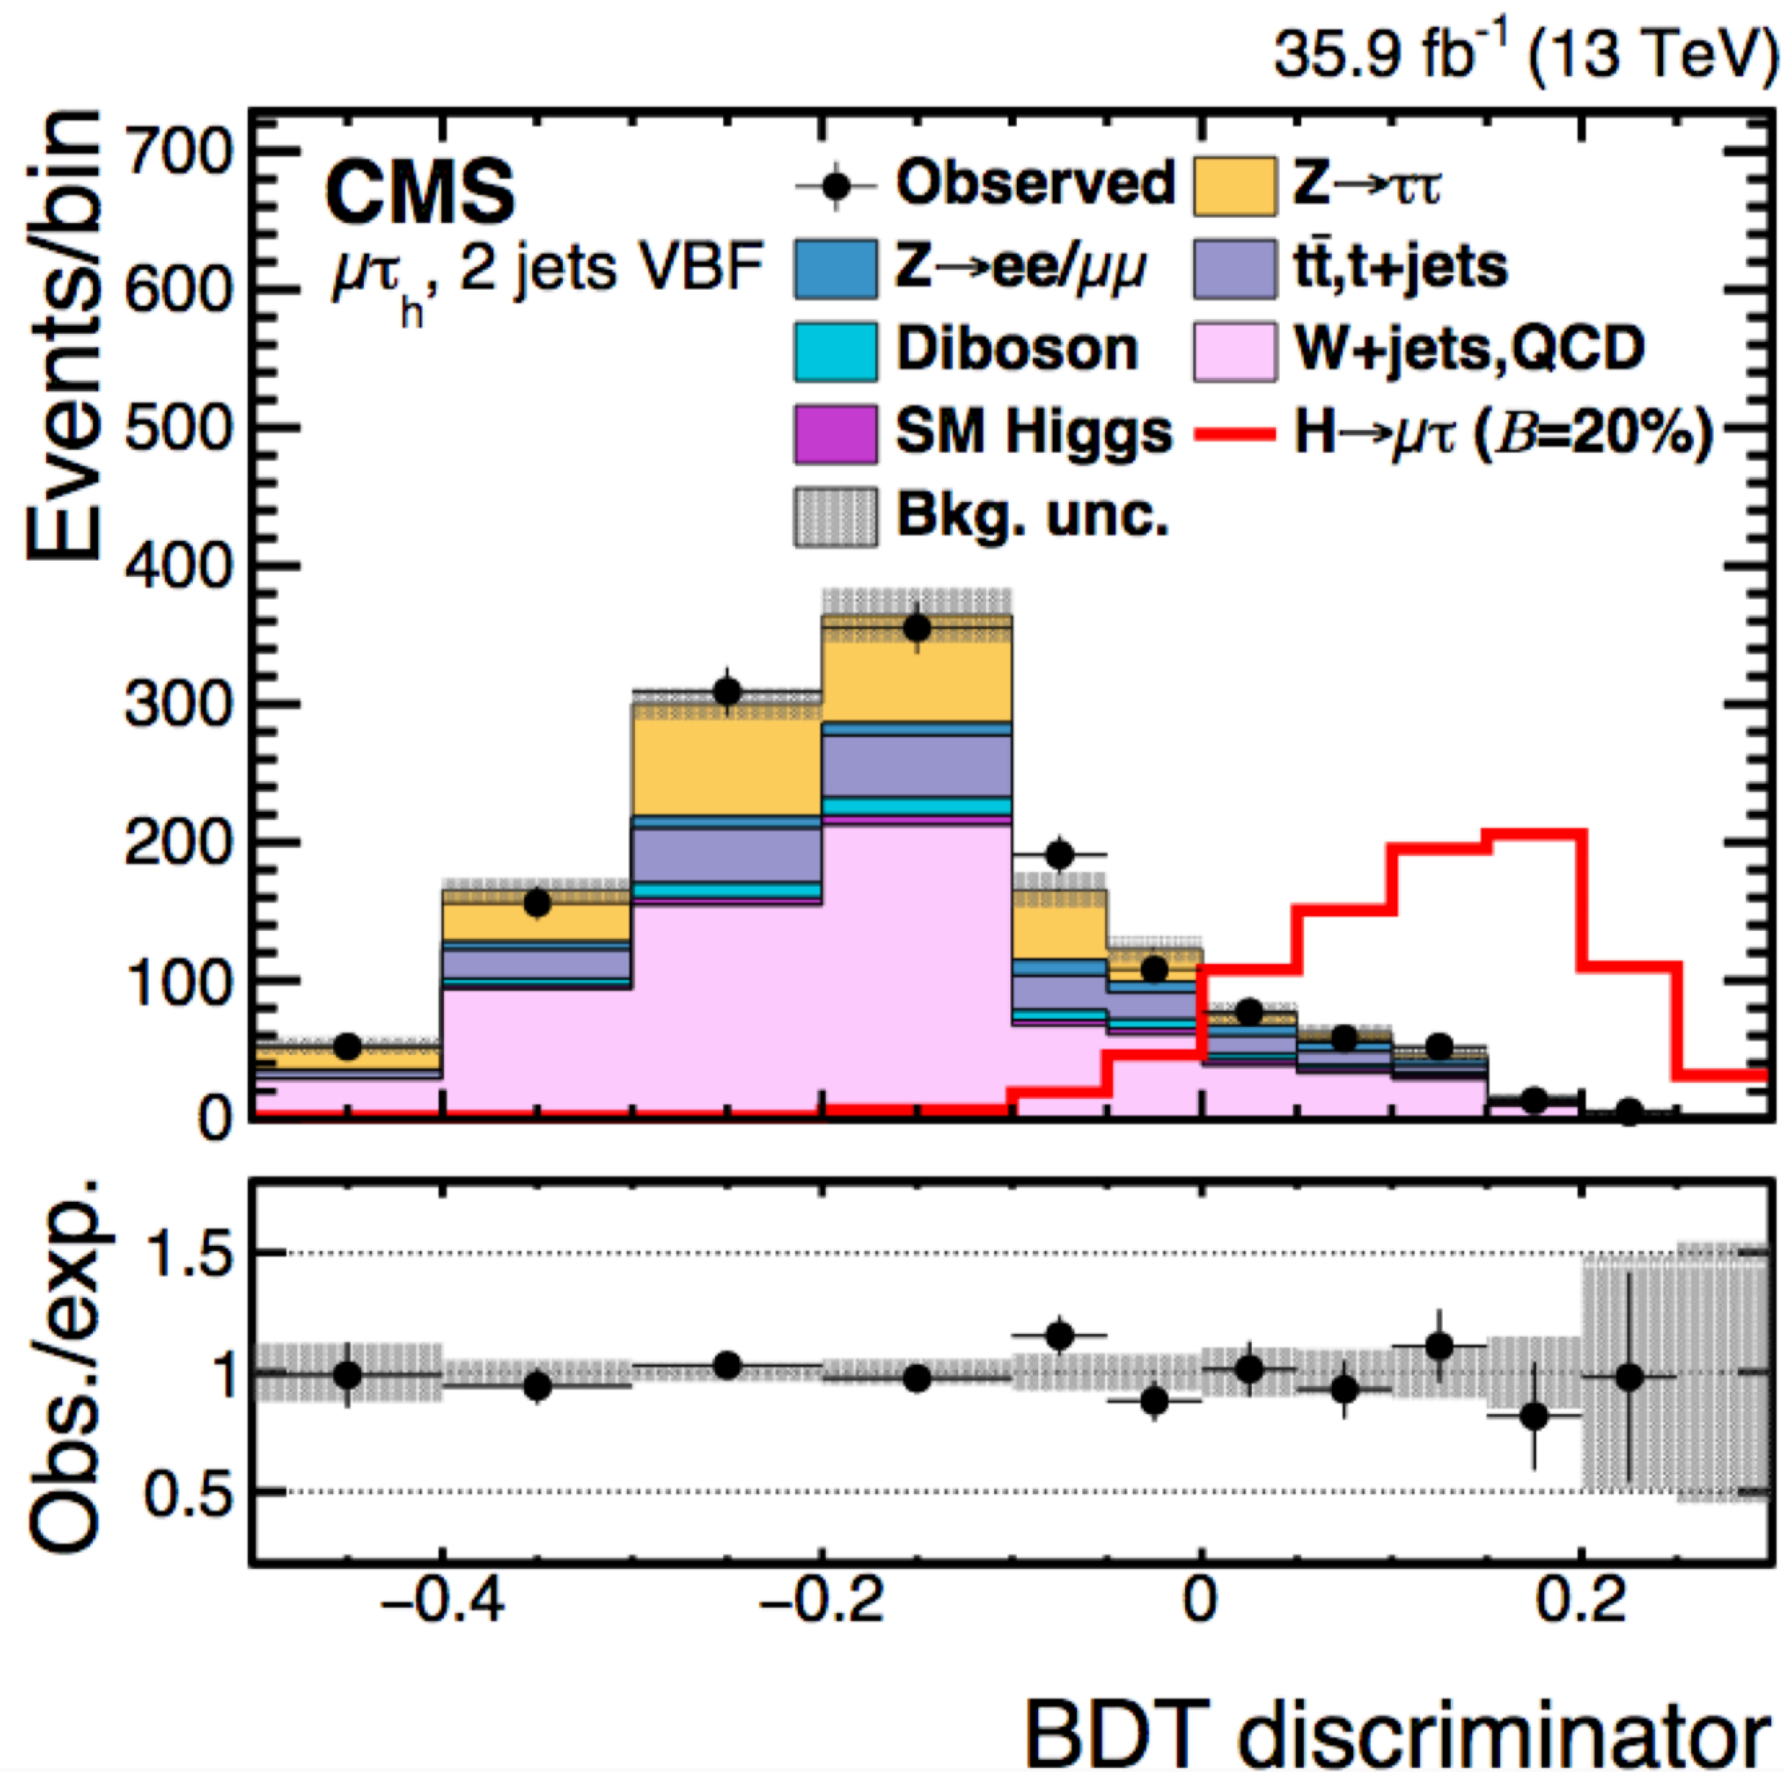 35.9 fb⁻¹ (13 TeV)
Events/bin
700
600
500
400
300
200
100
0
CMS
μτₕ, 2 jets VBF
Observed
Z→ττ
Z→ee/μμ
tt̄,t+jets
Diboson
W+jets,QCD
SM Higgs
H→μτ (B=20%)
Bkg. unc.
Obs./exp.
1.5
1
0.5
−0.4
−0.2
0
0.2
BDT discriminator